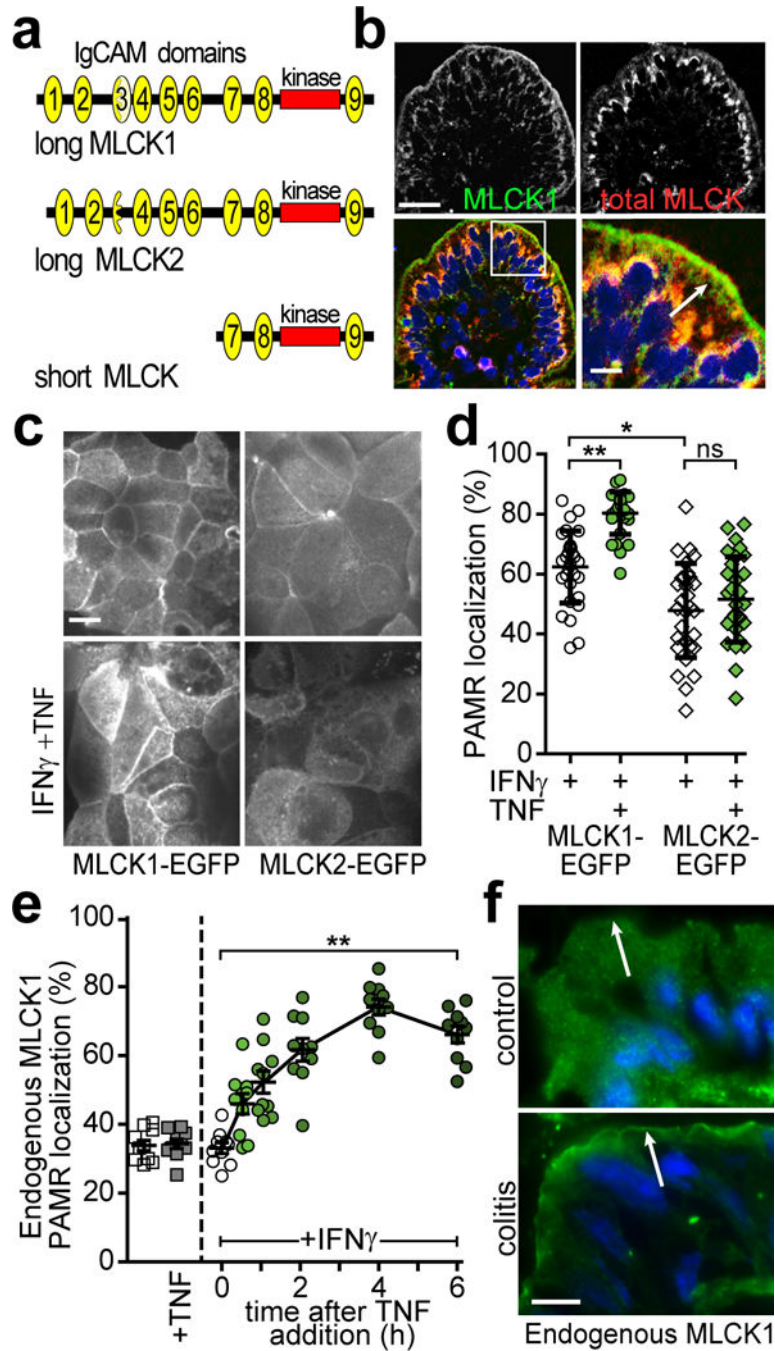 a
IgCAM domains
1 2 3 4 5 6 7 8 kinase 9
long MLCK1
1 2 4 5 6 7 8 kinase 9
long MLCK2
7 8 kinase 9
short MLCK
b
MLCK1
total MLCK
c
IFNγ +TNF
MLCK1-EGFP
MLCK2-EGFP
d
PAMR localization (%)
100
80
60
40
20
0
*
**
ns
IFNγ + + + +
TNF + +
MLCK1-EGFP
MLCK2-EGFP
e
Endogenous MLCK1
PAMR localization (%)
100
80
60
40
20
0
**
+IFNγ
+TNF
0 2 4 6
time after TNF
addition (h)
f
control
colitis
Endogenous MLCK1